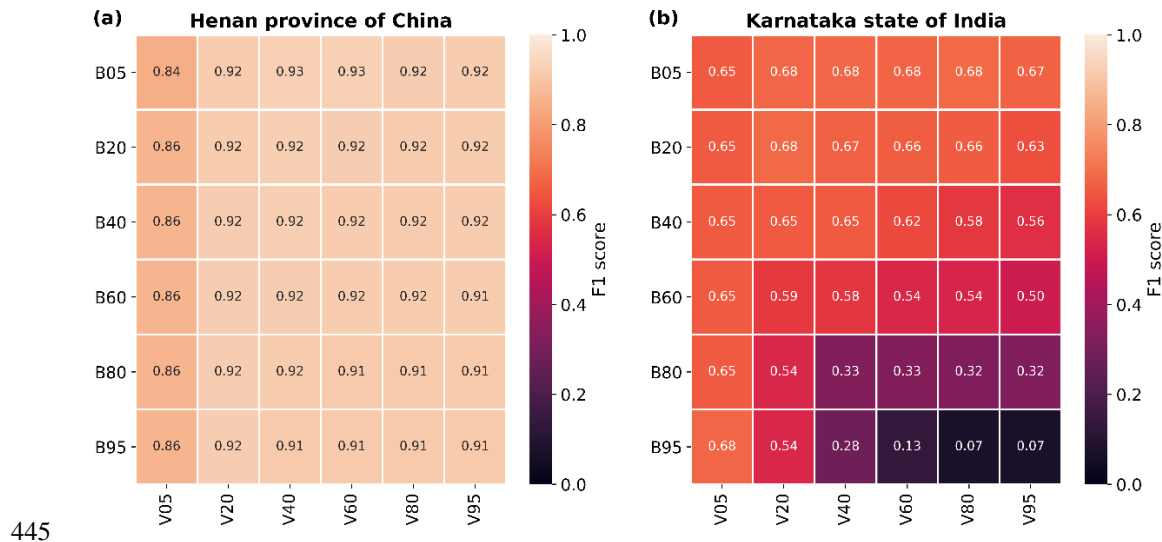 (a) Henan province of China
B05 0.84 0.92 0.93 0.93 0.92 0.92
B20 0.86 0.92 0.92 0.92 0.92 0.92
B40 0.86 0.92 0.92 0.92 0.92 0.92
B60 0.86 0.92 0.92 0.92 0.92 0.91
B80 0.86 0.92 0.92 0.91 0.91 0.91
B95 0.86 0.92 0.91 0.91 0.91 0.91
V05 V20 V40 V60 V80 V95
1.0
0.8
0.6
0.4
0.2
0.0
F1 score
(b) Karnataka state of India
B05 0.65 0.68 0.68 0.68 0.68 0.67
B20 0.65 0.68 0.67 0.66 0.66 0.63
B40 0.65 0.65 0.65 0.62 0.58 0.56
B60 0.65 0.59 0.58 0.54 0.54 0.50
B80 0.65 0.54 0.33 0.33 0.32 0.32
B95 0.68 0.54 0.28 0.13 0.07 0.07
V05 V20 V40 V60 V80 V95
1.0
0.8
0.6
0.4
0.2
0.0
F1 score
445